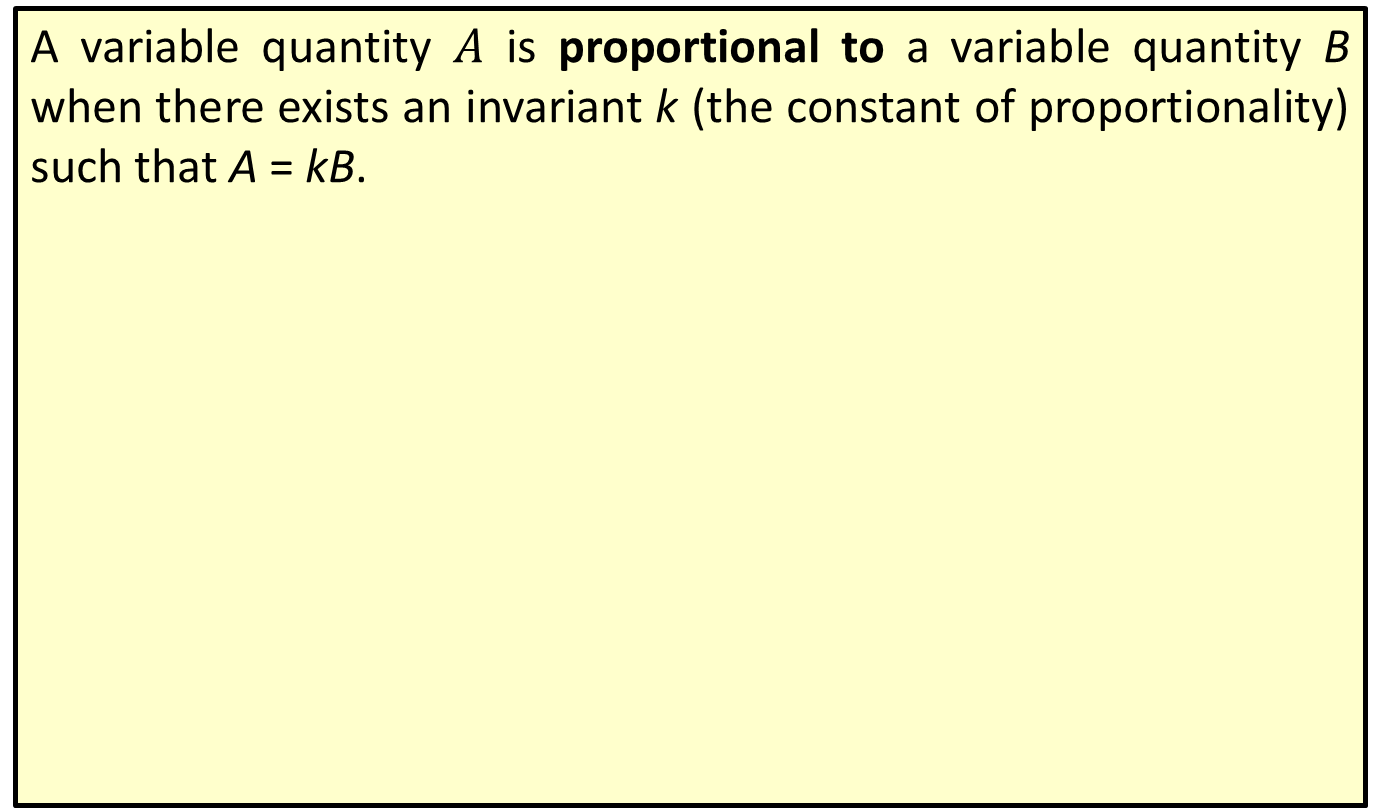 A variable quantity A is proportional to a variable quantity B
when there exists an invariant k (the constant of proportionality)
such that A = kB.